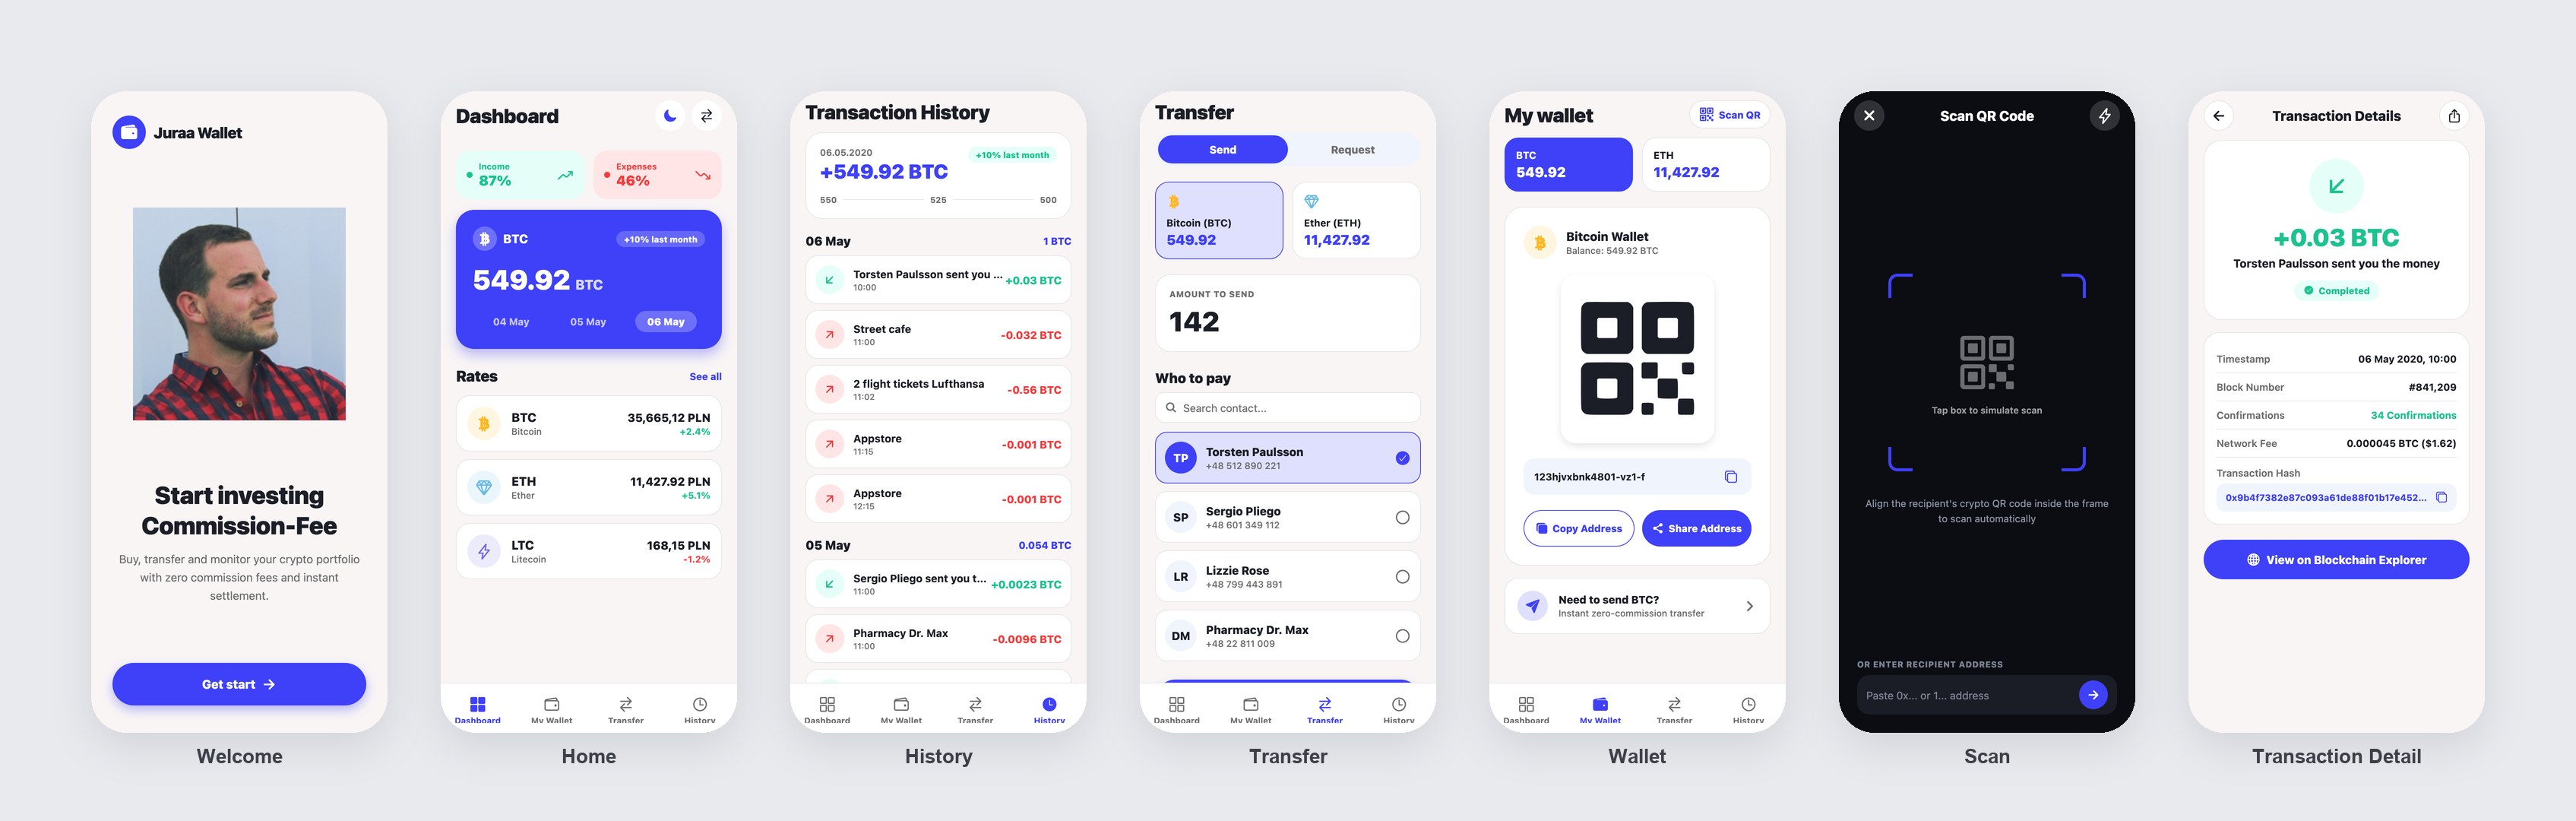 Juraa Wallet
Start investing
Commission-Fee
Buy, transfer and monitor your crypto portfolio
with zero commission fees and instant
settlement.
Get start
Welcome
Dashboard
Income
87%
Expenses
46%
BTC
+10% last month
549.92 BTC
04 May
05 May
06 May
Rates
See all
BTC
Bitcoin
35,665,12 PLN
+2.4%
ETH
Ether
11,427.92 PLN
+5.1%
LTC
Litecoin
168,15 PLN
-1.2%
Dashboard
My Wallet
Transfer
History
Home
Transaction History
06.05.2020
+10% last month
+549.92 BTC
550
525
500
06 May
1 BTC
Torsten Paulsson sent you ...
10:00
+0.03 BTC
Street cafe
11:00
-0.032 BTC
2 flight tickets Lufthansa
11:02
-0.56 BTC
Appstore
11:15
-0.001 BTC
Appstore
12:15
-0.001 BTC
05 May
0.054 BTC
Sergio Pliego sent you t...
11:00
+0.0023 BTC
Pharmacy Dr. Max
11:00
-0.0096 BTC
Dashboard
My Wallet
Transfer
History
History
Transfer
Send
Request
Bitcoin (BTC)
549.92
Ether (ETH)
11,427.92
AMOUNT TO SEND
142
Who to pay
Search contact...
TP
Torsten Paulsson
+48 512 890 221
SP
Sergio Pliego
+48 601 349 112
LR
Lizzie Rose
+48 799 443 891
DM
Pharmacy Dr. Max
+48 22 811 009
Dashboard
My Wallet
Transfer
History
Transfer
My wallet
Scan QR
BTC
549.92
ETH
11,427.92
Bitcoin Wallet
Balance: 549.92 BTC
123hjvxbnk4801-vz1-f
Copy Address
Share Address
Need to send BTC?
Instant zero-commission transfer
Dashboard
My Wallet
Transfer
History
Wallet
Scan QR Code
Tap box to simulate scan
Align the recipient's crypto QR code inside the frame
to scan automatically
OR ENTER RECIPIENT ADDRESS
Paste 0x... or 1... address
Scan
Transaction Details
+0.03 BTC
Torsten Paulsson sent you the money
Completed
Timestamp
06 May 2020, 10:00
Block Number
#841,209
Confirmations
34 Confirmations
Network Fee
0.000045 BTC ($1.62)
Transaction Hash
0x9b4f7382e87c093a61de88f01b17e452...
View on Blockchain Explorer
Transaction Detail